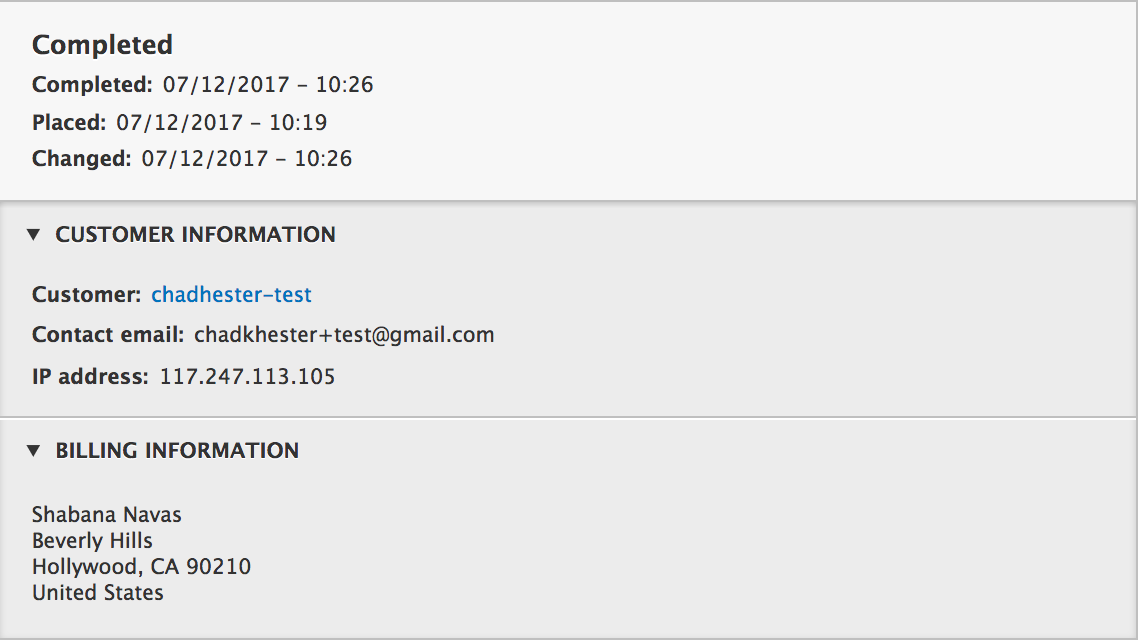 Completed
Completed: 07/12/2017 – 10:26
Placed: 07/12/2017 – 10:19
Changed: 07/12/2017 – 10:26
CUSTOMER INFORMATION
Customer: chadhester-test
Contact email: chadkhester+test@gmail.com
IP address: 117.247.113.105
BILLING INFORMATION
Shabana Navas
Beverly Hills
Hollywood, CA 90210
United States